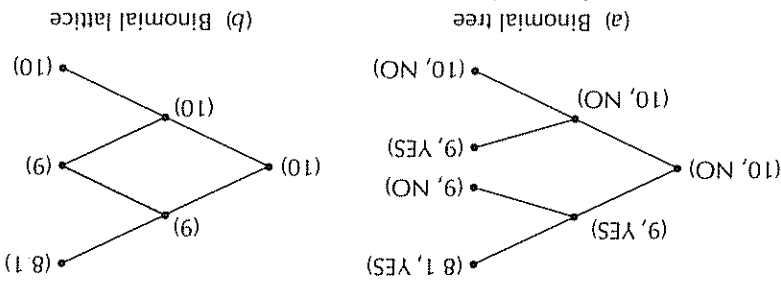 (8.1, YES)
(9, YES)
(9, NO)
(10, NO)
(9, YES)
(10, NO)
(10, NO)
(a) Binomial tree
(8.1)
(9)
(10)
(9)
(10)
(10)
(b) Binomial lattice